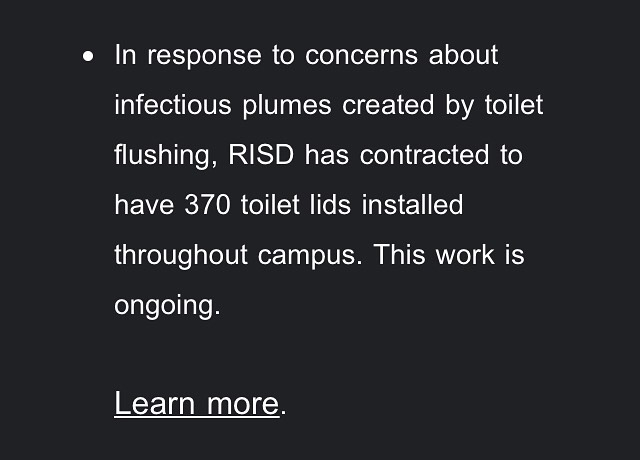 • In response to concerns about
infectious plumes created by toilet
flushing, RISD has contracted to
have 370 toilet lids installed
throughout campus. This work is
ongoing.
Learn more.